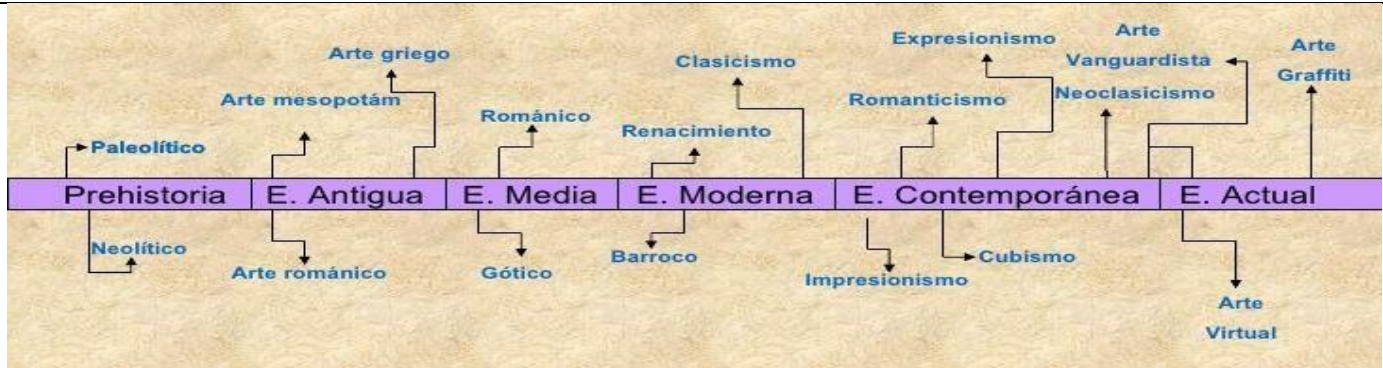 Arte griego
Arte mesopotám
Paleolítico
Románico
Clasicismo
Renacimiento
Expresionismo
Romanticismo
Arte
Vanguardista
Neoclasicismo
Arte
Graffiti
Prehistoria
E. Antigua
E. Media
E. Moderna
E. Contemporánea
E. Actual
Neolítico
Arte románico
Gótico
Barroco
Impresionismo
Cubismo
Arte
Virtual